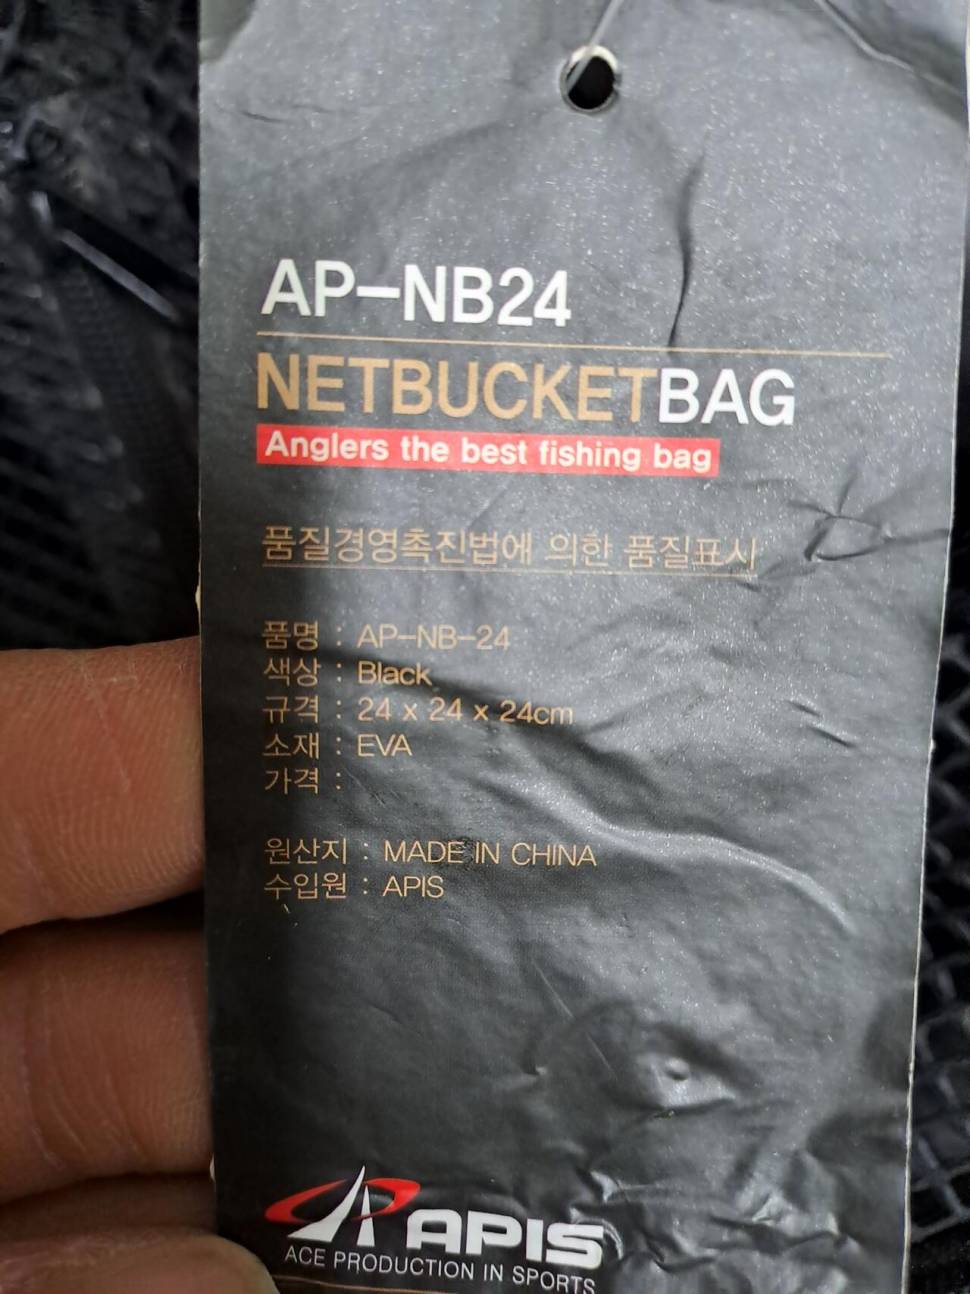 AP-NB24
NETBUCKETBAG
Anglers the best fishing bag
품질경영촉진법에 의한 품질표시
품명 : AP-NB-24
색상 : Black
규격 : 24 x 24 x 24cm
소재 : EVA
가격 :
원산지 : MADE IN CHINA
수입원 : APIS
APIS
ACE PRODUCTION IN SPORTS